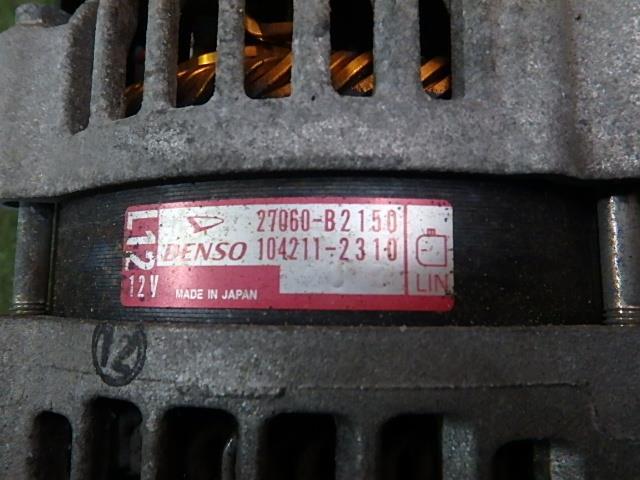 L12
12V
27060-B2150
DENSO 104211-2310
MADE IN JAPAN
LIN
12